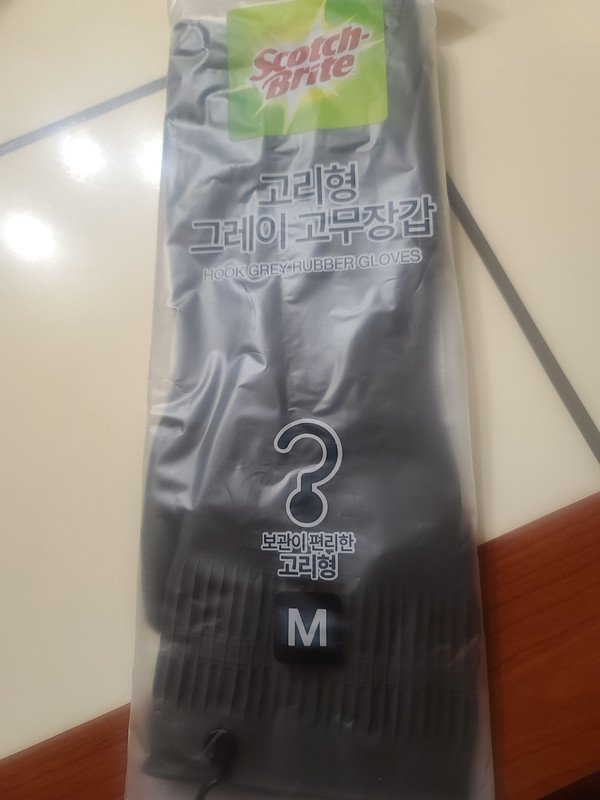 Scotch-
Brite
고리형
그레이 고무장갑
HOOK GREY RUBBER GLOVES
보관이 편리한
고리형
M